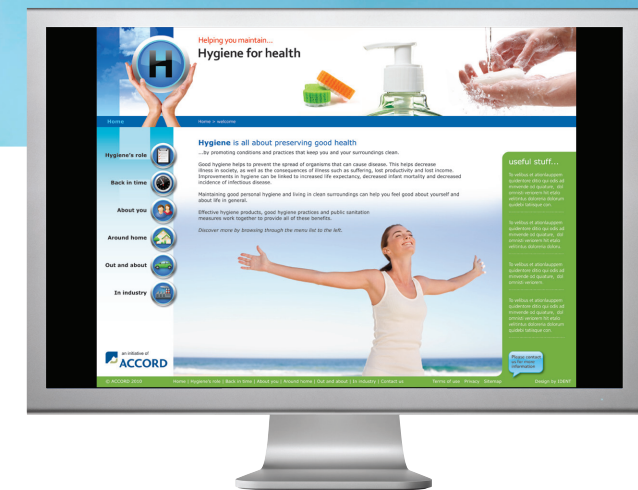 Helping you maintain...
Hygiene for health
H
Home
Home > welcome
Hygiene is all about preserving good health
...by promoting conditions and practices that keep you and your surroundings clean.
Good hygiene helps to prevent the spread of organisms that can cause disease. This helps decrease
illness in society, as well as the consequences of illness such as suffering, lost productivity and lost income.
Improvements in hygiene can be linked to increased life expectancy, decreased infant mortality and decreased
incidence of infectious disease.
Maintaining good personal hygiene and living in clean surroundings can help you feel good about yourself and
about life in general.
Effective hygiene products, good hygiene practices and public sanitation
measures work together to provide all of these benefits.
Discover more by browsing through the menu list to the left.
Hygiene's role
Back in time
About you
Around home
Out and about
In industry
useful stuff...
Please contact
us for more
information
an initiative of
ACCORD
© ACCORD 2010
Home | Hygiene's role | Back in time | About you | Around home | Out and about | In industry | Contact us
Terms of use Privacy Sitemap
Design by IDENT